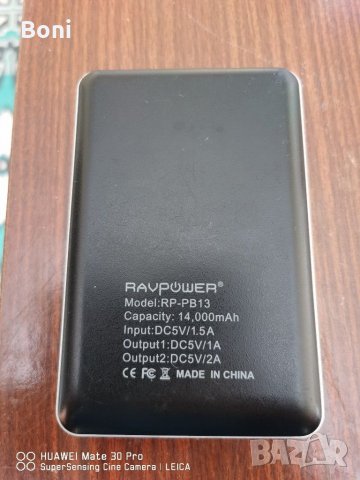 Boni
RAVPOWER®
Model:RP-PB13
Capacity: 14,000mAh
Input:DC5V/1.5A
Output1:DC5V/1A
Output2:DC5V/2A
CE FC MADE IN CHINA
HUAWEI Mate 30 Pro
SuperSensing Cine Camera | LEICA
BAZAR